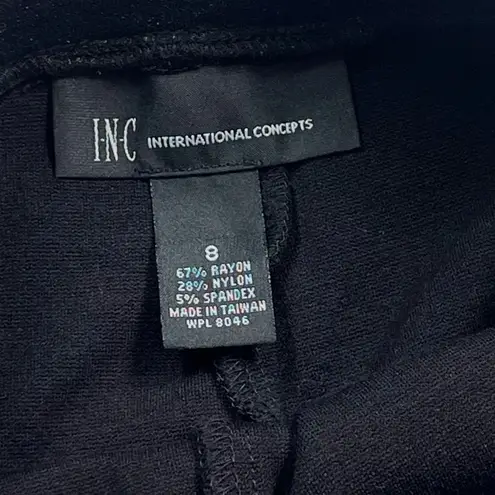 I·N·C INTERNATIONAL CONCEPTS
8
67% RAYON
28% NYLON
5% SPANDEX
MADE IN TAIWAN
WPL 8046